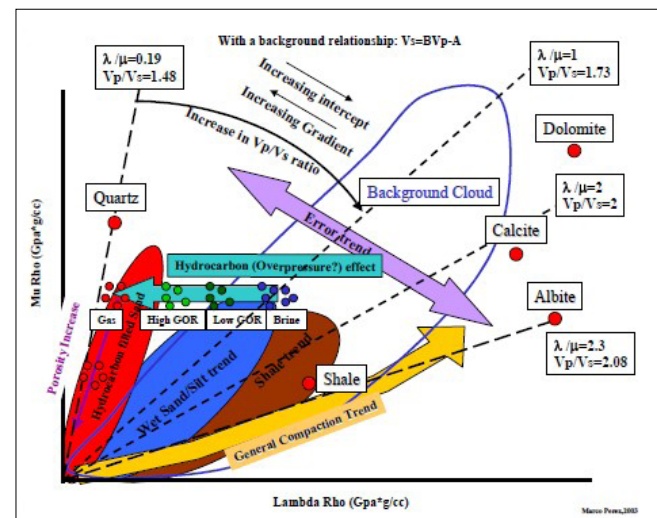 With a background relationship: Vs=BVp-A
λ /μ=0.19
Vp/Vs=1.48
λ /μ=1
Vp/Vs=1.73
Increasing intercept
Increasing Gradient
Increase in Vp/Vs ratio
Dolomite
Background Cloud
λ /μ=2
Vp/Vs=2
Quartz
Error trend
Calcite
Hydrocarbon (Overpressure?) effect
Mu Rho (Gpa*g/cc)
Albite
Gas
High GOR
Low GOR
Brine
Porosity Increase
Hydrocarbon filled Sand
Wet Sand/Silt trend
Shale trend
λ/μ=2.3
Vp/Vs=2.08
Shale
General Compaction Trend
Lambda Rho (Gpa*g/cc)
Marco Perez,2003